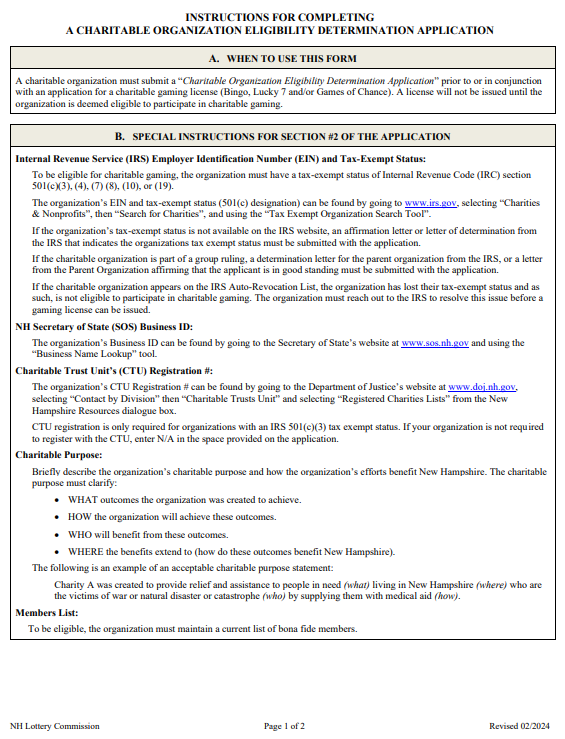 INSTRUCTIONS FOR COMPLETING
A CHARITABLE ORGANIZATION ELIGIBILITY DETERMINATION APPLICATION
A. WHEN TO USE THIS FORM
A charitable organization must submit a “Charitable Organization Eligibility Determination Application” prior to or in conjunction
with an application for a charitable gaming license (Bingo, Lucky 7 and/or Games of Chance). A license will not be issued until the
organization is deemed eligible to participate in charitable gaming.
B. SPECIAL INSTRUCTIONS FOR SECTION #2 OF THE APPLICATION
Internal Revenue Service (IRS) Employer Identification Number (EIN) and Tax-Exempt Status:
To be eligible for charitable gaming, the organization must have a tax-exempt status of Internal Revenue Code (IRC) section
501(c)(3), (4), (7) (8), (10), or (19).
The organization’s EIN and tax-exempt status (501(c) designation) can be found by going to www.irs.gov, selecting “Charities
& Nonprofits”, then “Search for Charities”, and using the “Tax Exempt Organization Search Tool”.
If the organization’s tax-exempt status is not available on the IRS website, an affirmation letter or letter of determination from
the IRS that indicates the organizations tax exempt status must be submitted with the application.
If the charitable organization is part of a group ruling, a determination letter for the parent organization from the IRS, or a letter
from the Parent Organization affirming that the applicant is in good standing must be submitted with the application.
If the charitable organization appears on the IRS Auto-Revocation List, the organization has lost their tax-exempt status and as
such, is not eligible to participate in charitable gaming. The organization must reach out to the IRS to resolve this issue before a
gaming license can be issued.
NH Secretary of State (SOS) Business ID:
The organization’s Business ID can be found by going to the Secretary of State’s website at www.sos.nh.gov and using the
“Business Name Lookup” tool.
Charitable Trust Unit’s (CTU) Registration #:
The organization’s CTU Registration # can be found by going to the Department of Justice’s website at www.doj.nh.gov,
selecting “Contact by Division” then “Charitable Trusts Unit” and selecting “Registered Charities Lists” from the New
Hampshire Resources dialogue box.
CTU registration is only required for organizations with an IRS 501(c)(3) tax exempt status. If your organization is not required
to register with the CTU, enter N/A in the space provided on the application.
Charitable Purpose:
Briefly describe the organization’s charitable purpose and how the organization’s efforts benefit New Hampshire. The charitable
purpose must clarify:
• WHAT outcomes the organization was created to achieve.
• HOW the organization will achieve these outcomes.
• WHO will benefit from these outcomes.
• WHERE the benefits extend to (how do these outcomes benefit New Hampshire).
The following is an example of an acceptable charitable purpose statement:
Charity A was created to provide relief and assistance to people in need (what) living in New Hampshire (where) who are
the victims of war or natural disaster or catastrophe (who) by supplying them with medical aid (how).
Members List:
To be eligible, the organization must maintain a current list of bona fide members.
NH Lottery Commission Page 1 of 2 Revised 02/2024